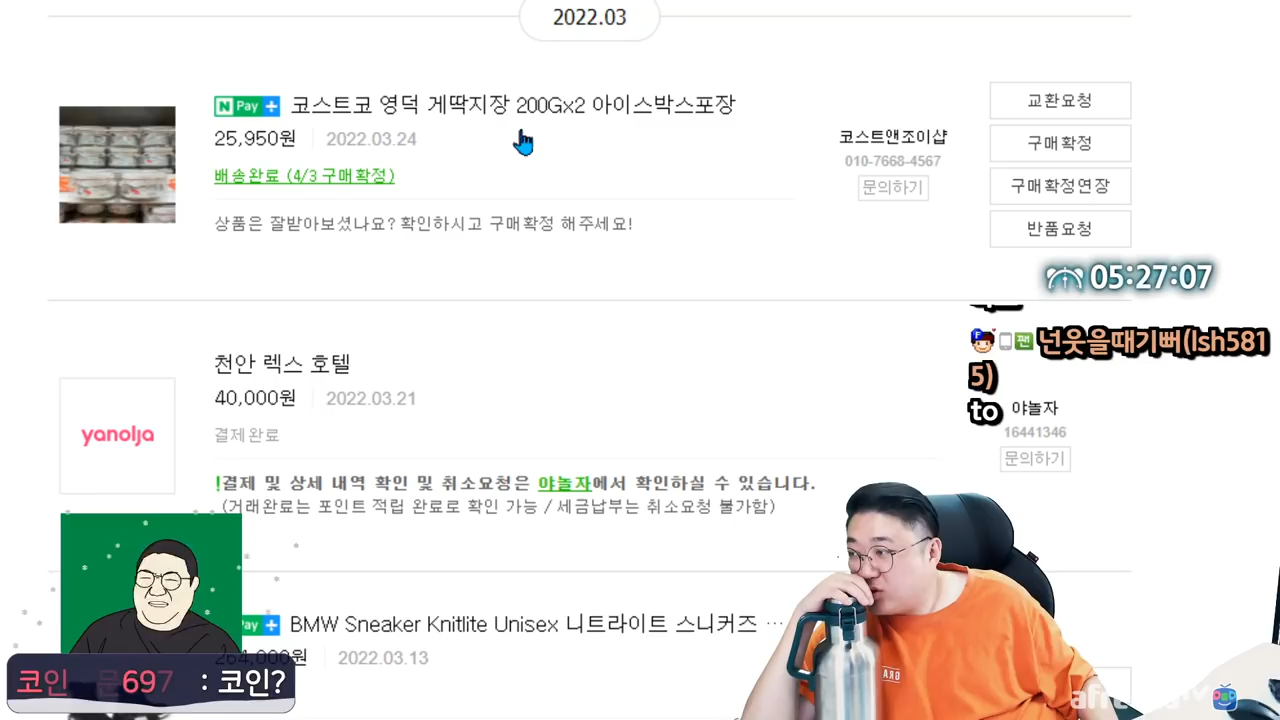 2022.03
N Pay + 코스트코 영덕 게딱지장 200Gx2 아이스박스포장
25,950원 2022.03.24
배송완료 (4/3 구매확정)
상품은 잘받아보셨나요? 확인하시고 구매확정 해주세요!
코스트앤조이샵
010-7668-4567
문의하기
교환요청
구매확정
구매확정연장
반품요청
05:27:07
F 팬 넌웃을때기뻐(lsh581
5)
to
천안 렉스 호텔
40,000원 2022.03.21
결제완료
!결제 및 상세 내역 확인 및 취소요청은 야놀자에서 확인하실 수 있습니다.
(거래완료는 포인트 적립 완료로 확인 가능 / 세금납부는 취소요청 불가함)
yanolja
야놀자
16441346
문의하기
Pay + BMW Sneaker Knitlite Unisex 니트라이트 스니커즈 ⋯
264,000원 2022.03.13
코인 문697 : 코인?
ORA